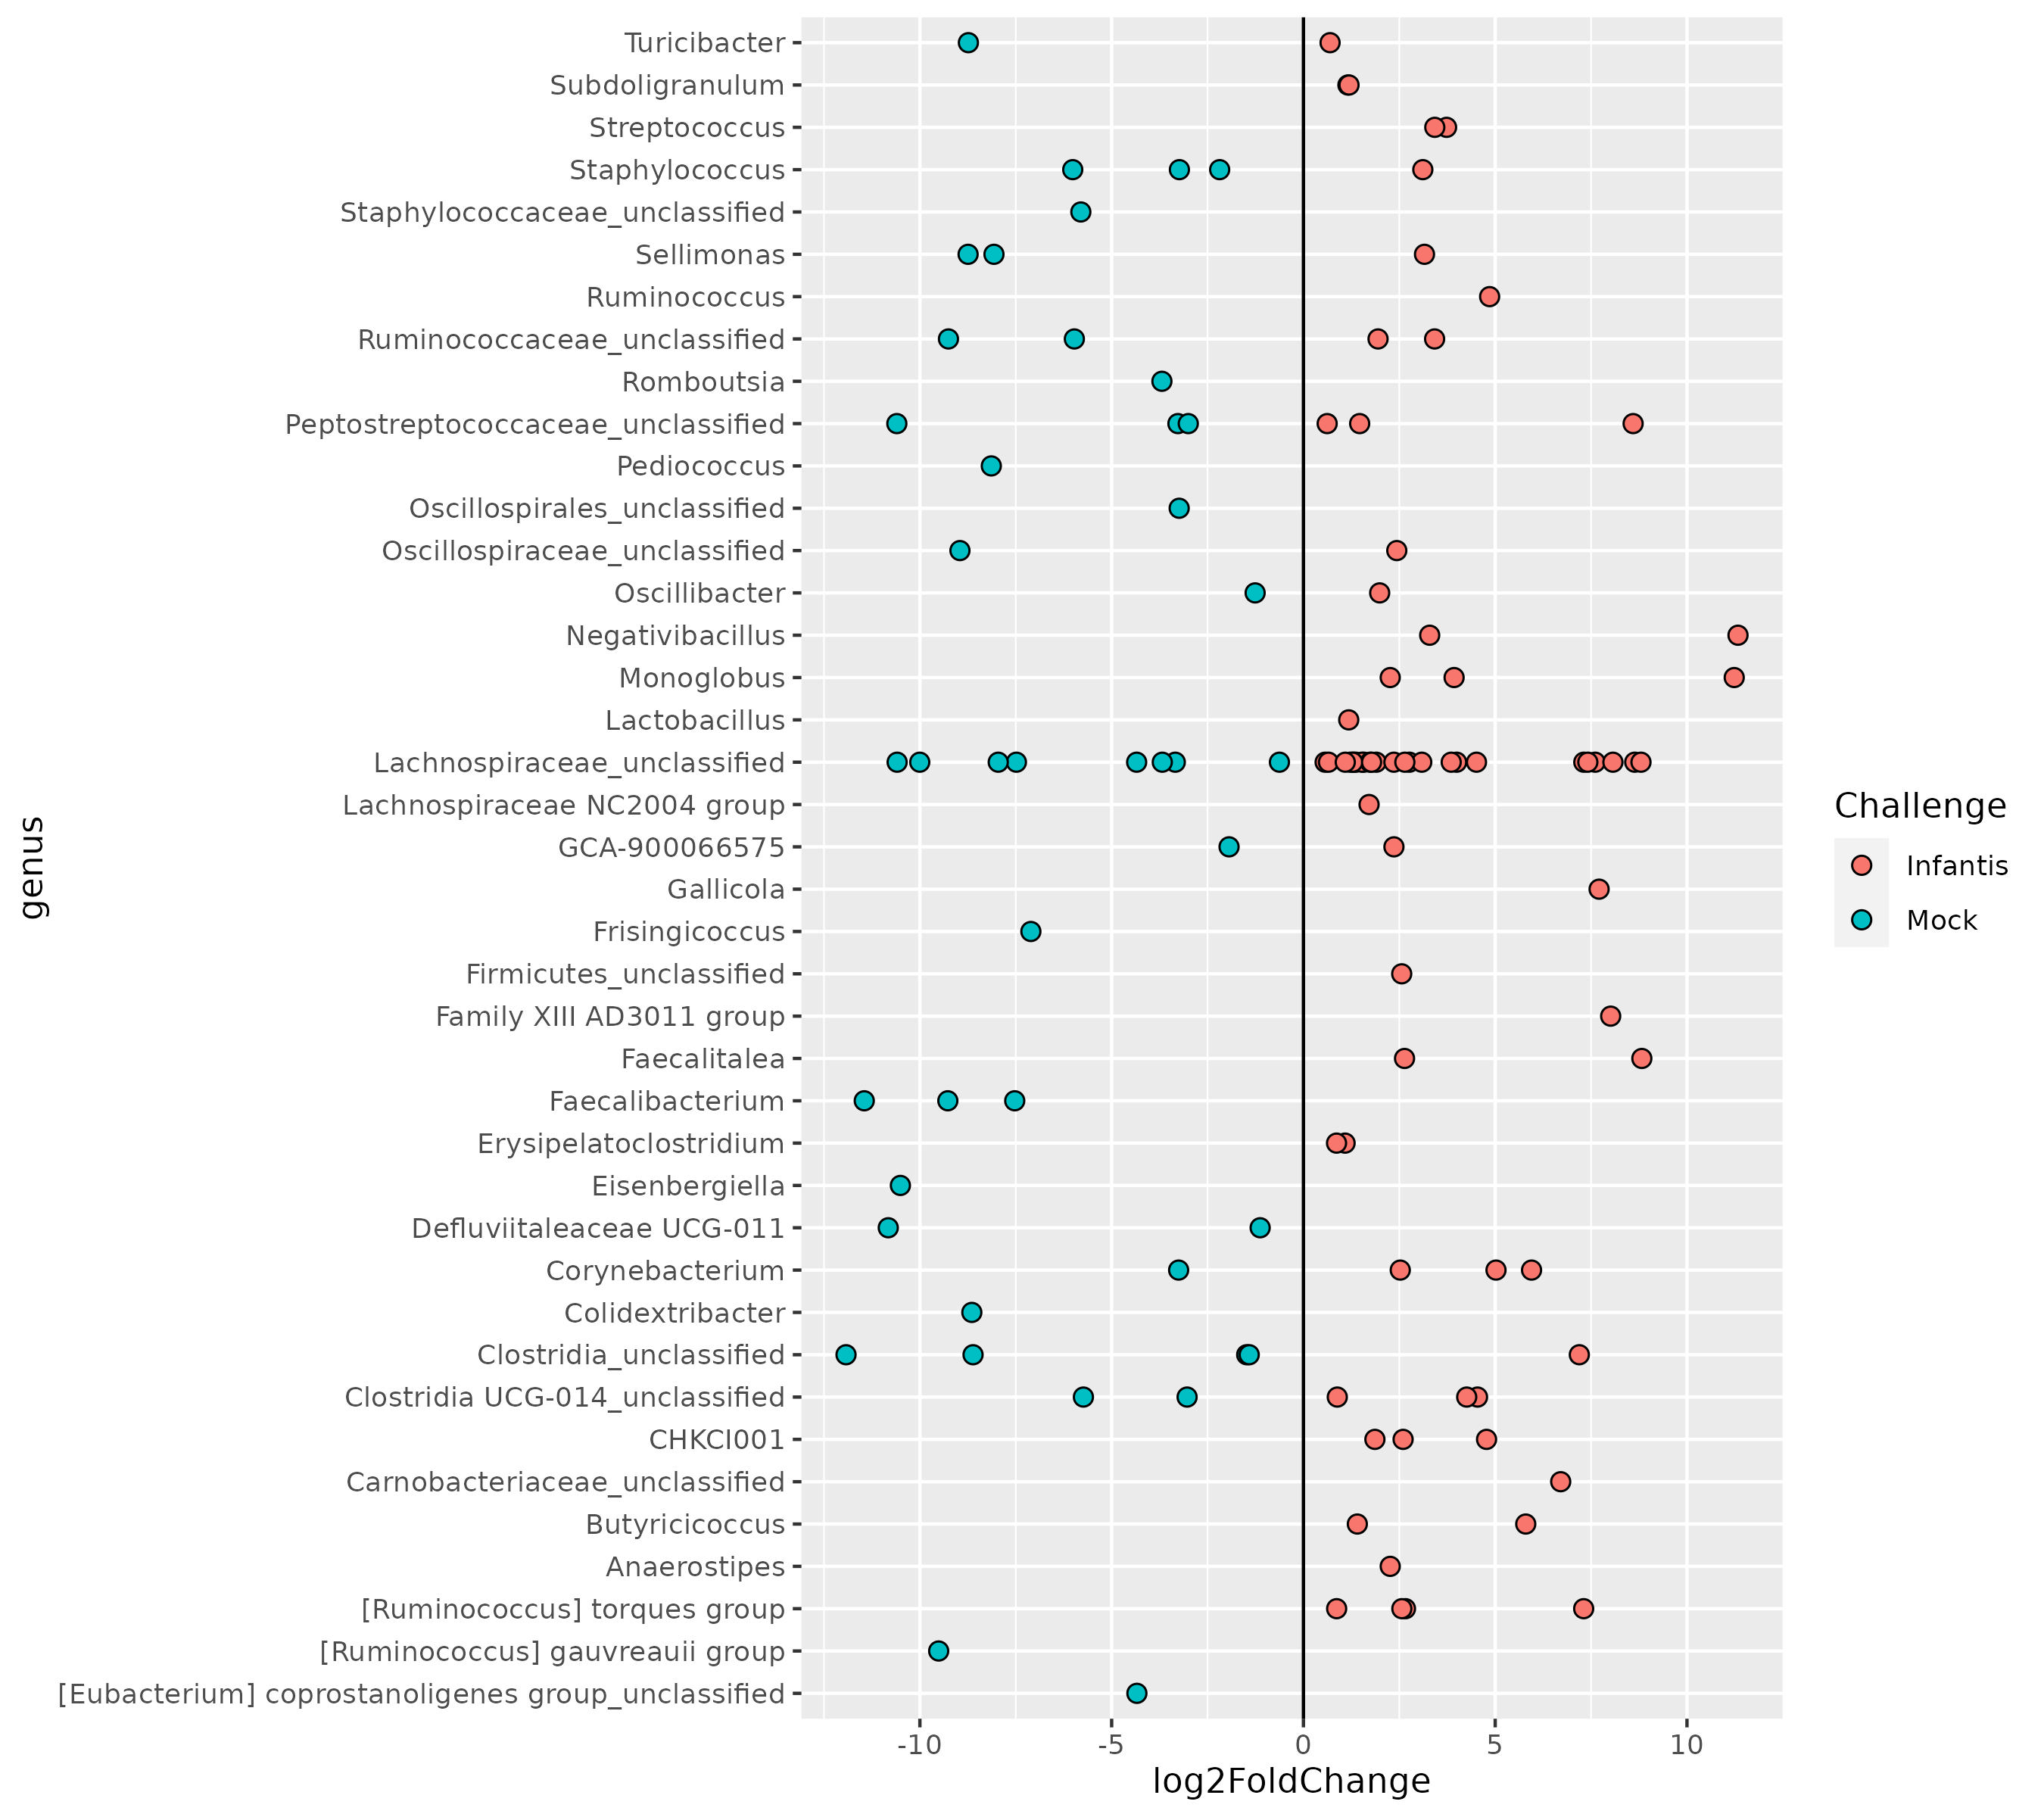 Turicibacter
Subdoligranulum
Streptococcus
Staphylococcus
Staphylococcaceae_unclassified
Sellimonas
Ruminococcus
Ruminococcaceae_unclassified
Romboutsia
Peptostreptococcaceae_unclassified
Pediococcus
Oscillospirales_unclassified
Oscillospiraceae_unclassified
Oscillibacter
Negativibacillus
Monoglobus
Lactobacillus
Lachnospiraceae_unclassified
Lachnospiraceae NC2004 group
GCA-900066575
Gallicola
Frisingicoccus
Firmicutes_unclassified
Family XIII AD3011 group
Faecalitalea
Faecalibacterium
Erysipelatoclostridium
Eisenbergiella
Defluviitaleaceae UCG-011
Corynebacterium
Colidextribacter
Clostridia_unclassified
Clostridia UCG-014_unclassified
CHKCI001
Carnobacteriaceae_unclassified
Butyricicoccus
Anaerostipes
[Ruminococcus] torques group
[Ruminococcus] gauvreauii group
[Eubacterium] coprostanoligenes group_unclassified
genus
-10 -5 0 5 10
log2FoldChange
Challenge
Infantis
Mock